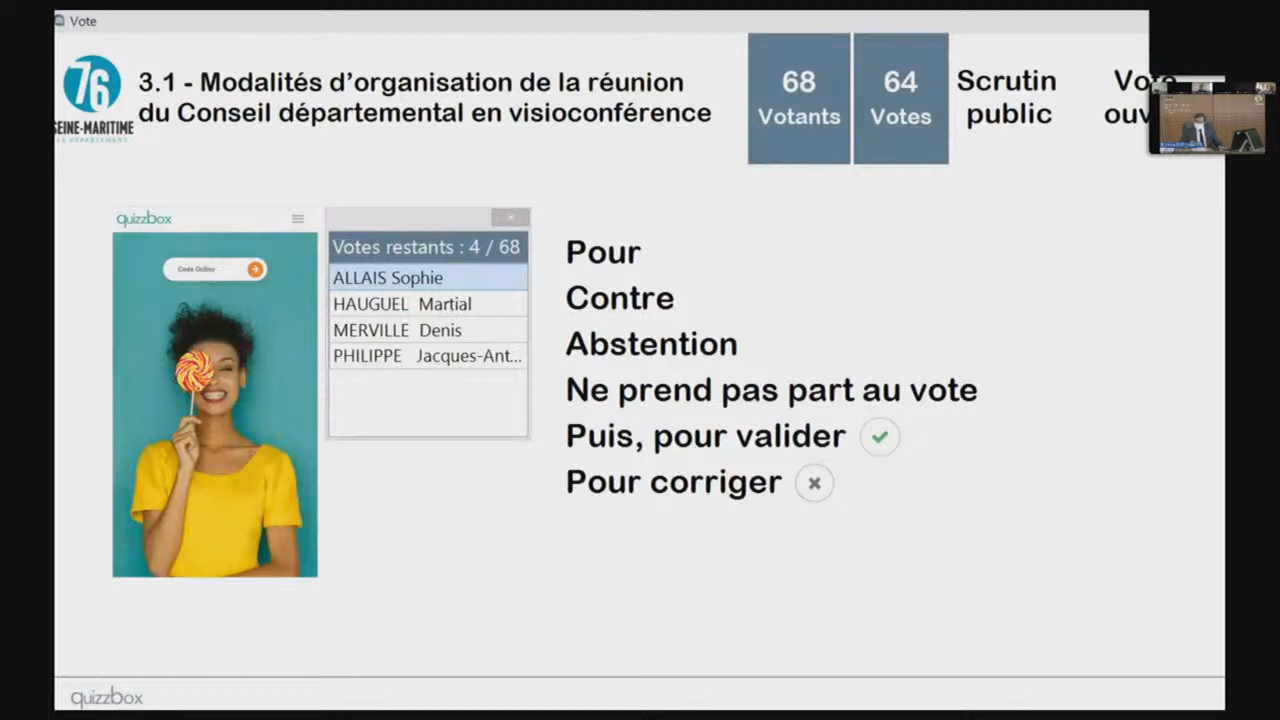 Vote
76
SEINE-MARITIME
LE DÉPARTEMENT
3.1 - Modalités d’organisation de la réunion
du Conseil départemental en visioconférence
68
Votants
64
Votes
Scrutin
public
quizzbox
Code Online
Votes restants : 4 / 68
ALLAIS Sophie
HAUGUEL Martial
MERVILLE Denis
PHILIPPE Jacques-Ant...
Pour
Contre
Abstention
Ne prend pas part au vote
Puis, pour valider
Pour corriger
quizzbox